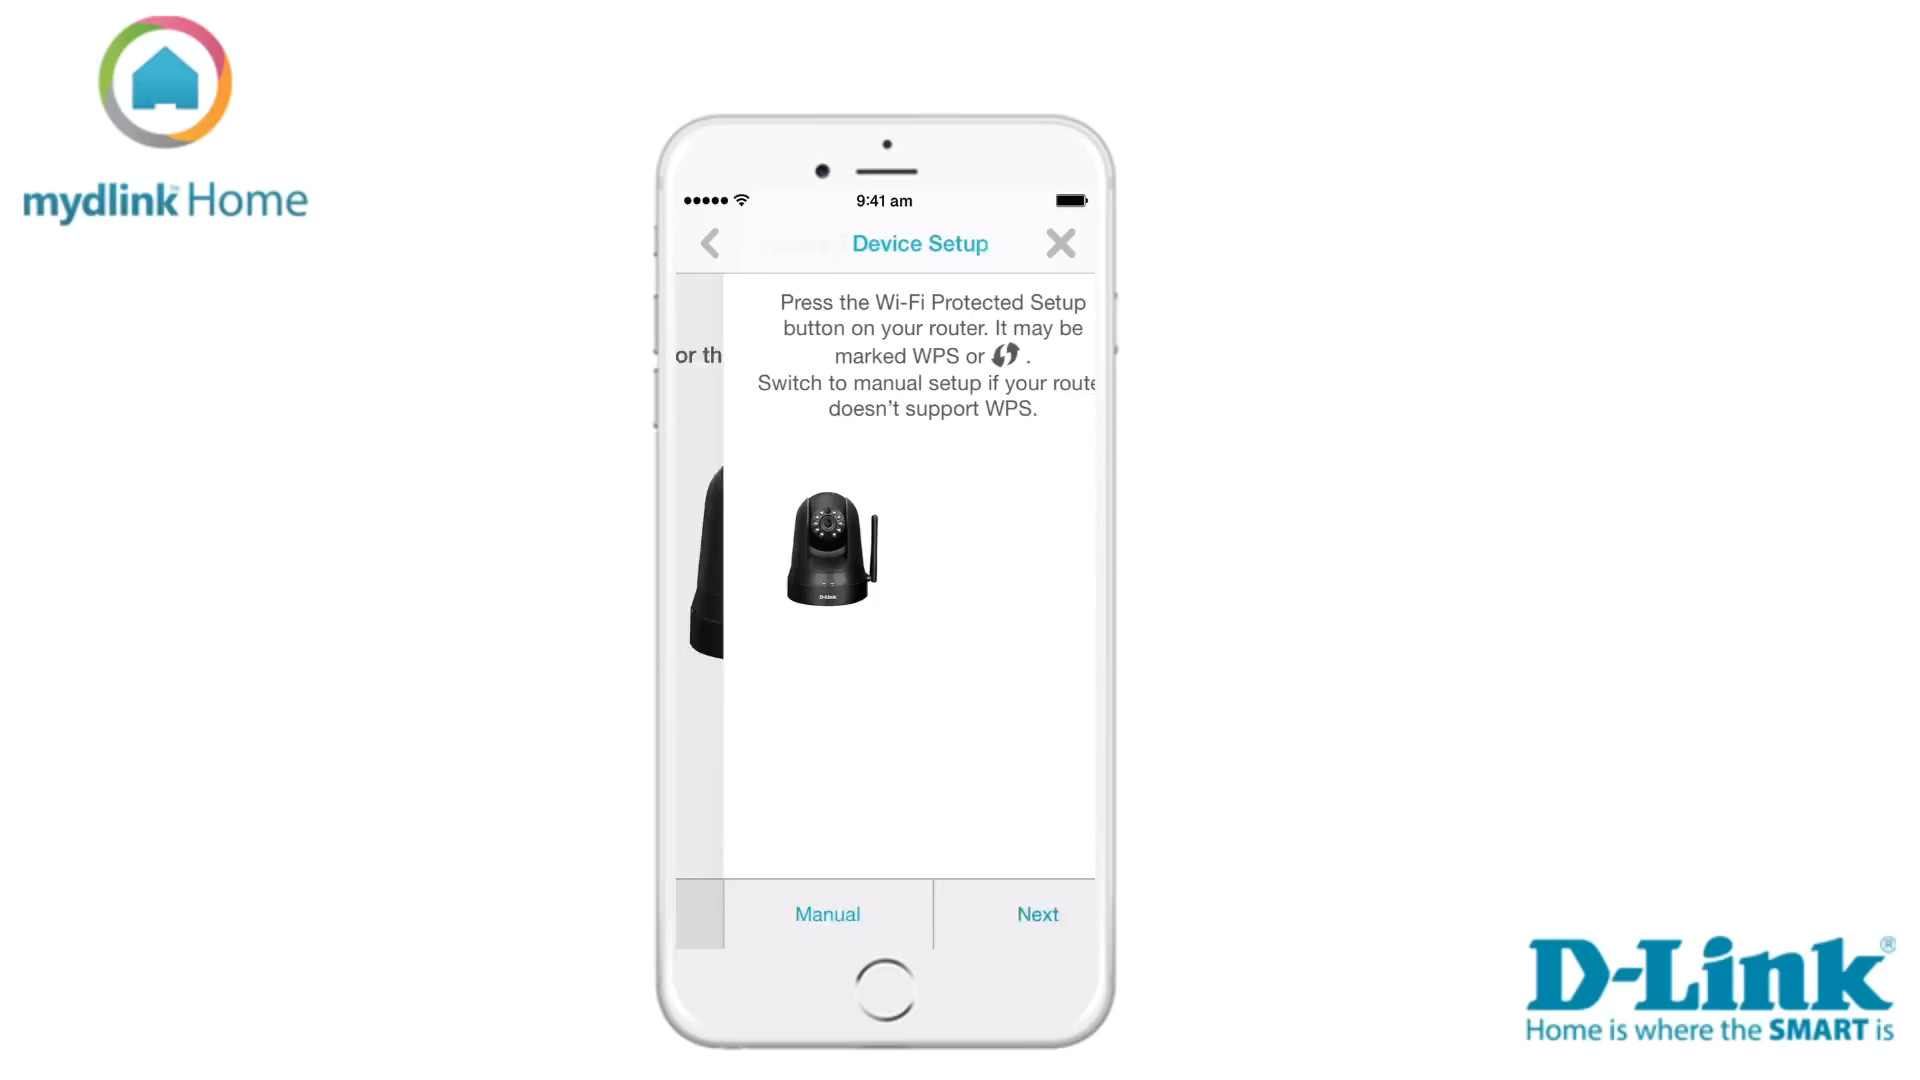 mydlink™ Home
9:41 am
Device Setup
or th
Press the Wi-Fi Protected Setup
button on your router. It may be
marked WPS or .
Switch to manual setup if your route
doesn’t support WPS.
D-Link
Manual
Next
D-Link®
Home is where the SMART is